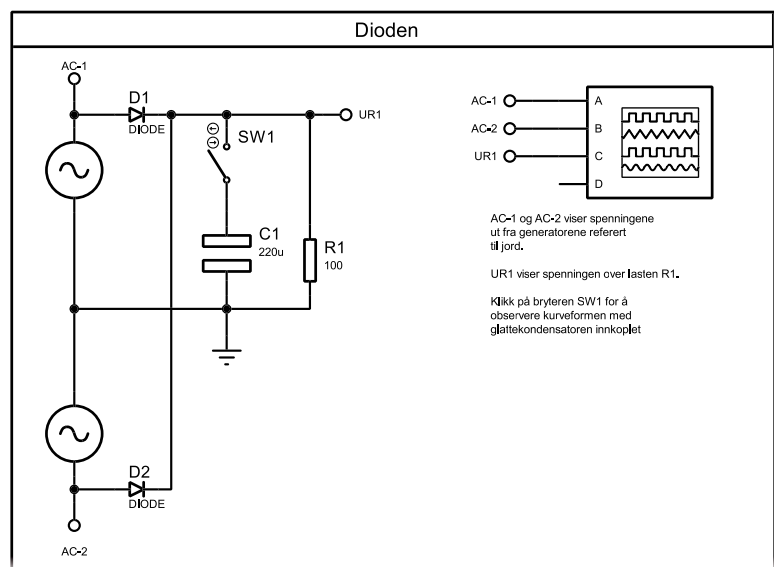 Dioden
AC-1
D1
DIODE
UR1
SW1
C1
220u
R1
100
D2
DIODE
AC-2
AC-1
A
AC-2
B
UR1
C
D
AC-1 og AC-2 viser spenningene
ut fra generatorene referert
til jord.
UR1 viser spenningen over lasten R1.
Klikk på bryteren SW1 for å
observere kurveformen med
glattekondensatoren innkoplet